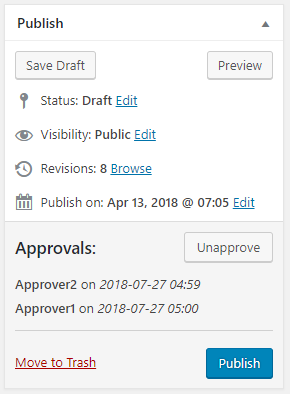 Publish
Save Draft Preview
Status: Draft Edit
Visibility: Public Edit
Revisions: 8 Browse
Publish on: Apr 13, 2018 @ 07:05 Edit
Approvals: Unapprove
Approver2 on 2018-07-27 04:59
Approver1 on 2018-07-27 05:00
Move to Trash Publish